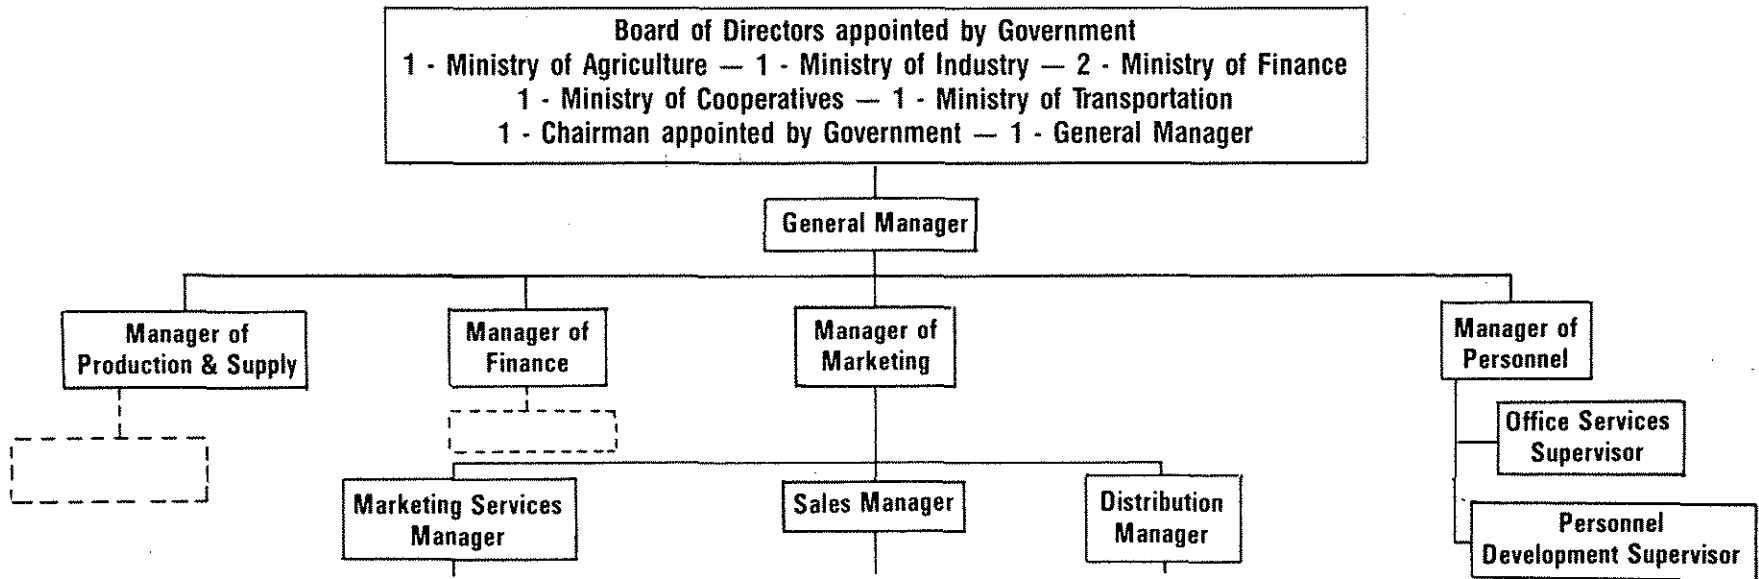 Board of Directors appointed by Government
1 - Ministry of Agriculture — 1 - Ministry of Industry — 2 - Ministry of Finance
1 - Ministry of Cooperatives — 1 - Ministry of Transportation
1 - Chairman appointed by Government — 1 - General Manager
General Manager
Manager of
Production & Supply
Manager of
Finance
Manager of
Marketing
Manager of
Personnel
Office Services
Supervisor
Marketing Services
Manager
Sales Manager
Distribution
Manager
Personnel
Development Supervisor